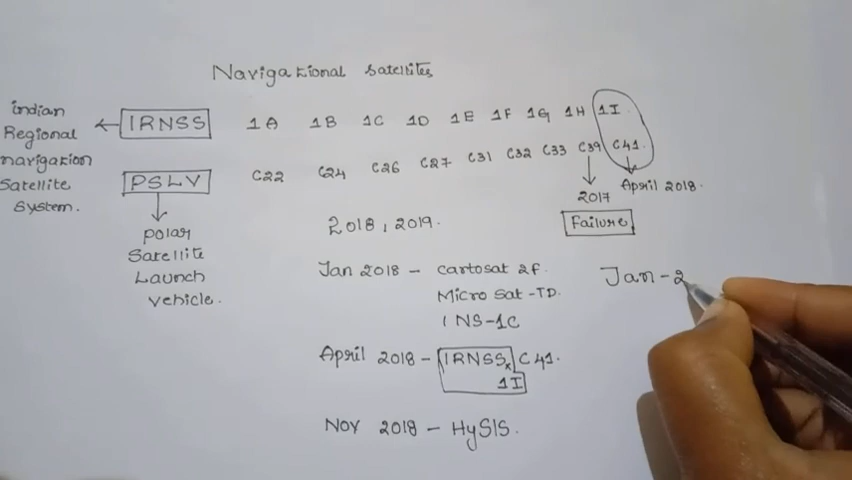 Navigational Satellites
indian
Regional
navigation
Satellite
System.
IRNSS 1A 1B 1C 1D 1E 1F 1G 1H 1I
PSLV C22 C24 C26 C27 C31 C32 C33 C39 C41.
2017 April 2018.
Failure
polar
Satellite
Launch
vehicle.
2018, 2019.
Jan 2018 - cartosat 2F.
Micro Sat -TD.
INS-1C
April 2018 - IRNSS C41.
1I
Nov 2018 - HySIS.
Jan-2